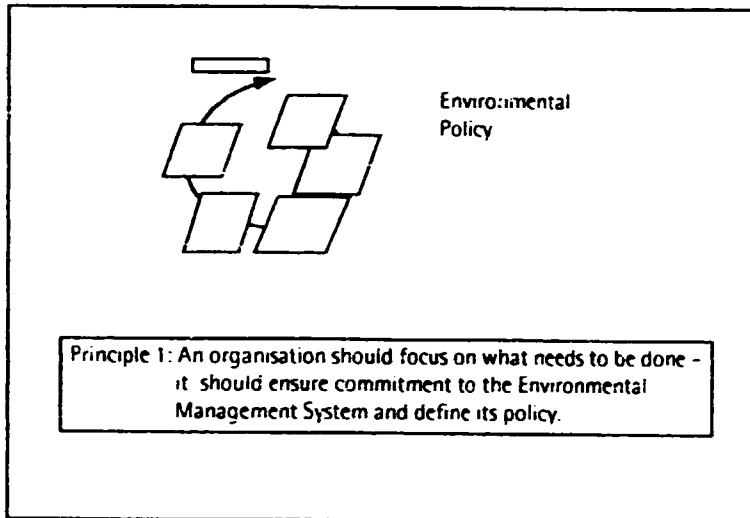 Environmental
Policy
Principle 1: An organisation should focus on what needs to be done -
it should ensure commitment to the Environmental
Management System and define its policy.